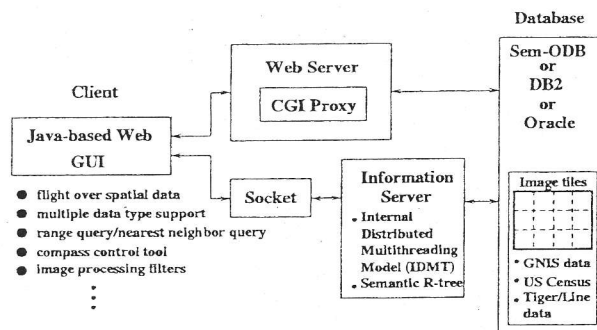 Database
Web Server
CGI Proxy
Sem-ODB
or
DB2
or
Oracle
Client
Java-based Web
GUI
flight over spatial data
multiple data type support
range query/nearest neighbor query
compass control tool
image processing filters
Socket
Information
Server
Internal
Distributed
Multithreading
Model (IDMT)
Semantic R-tree
Image tiles
GNIS data
US Census
Tiger/Line
data